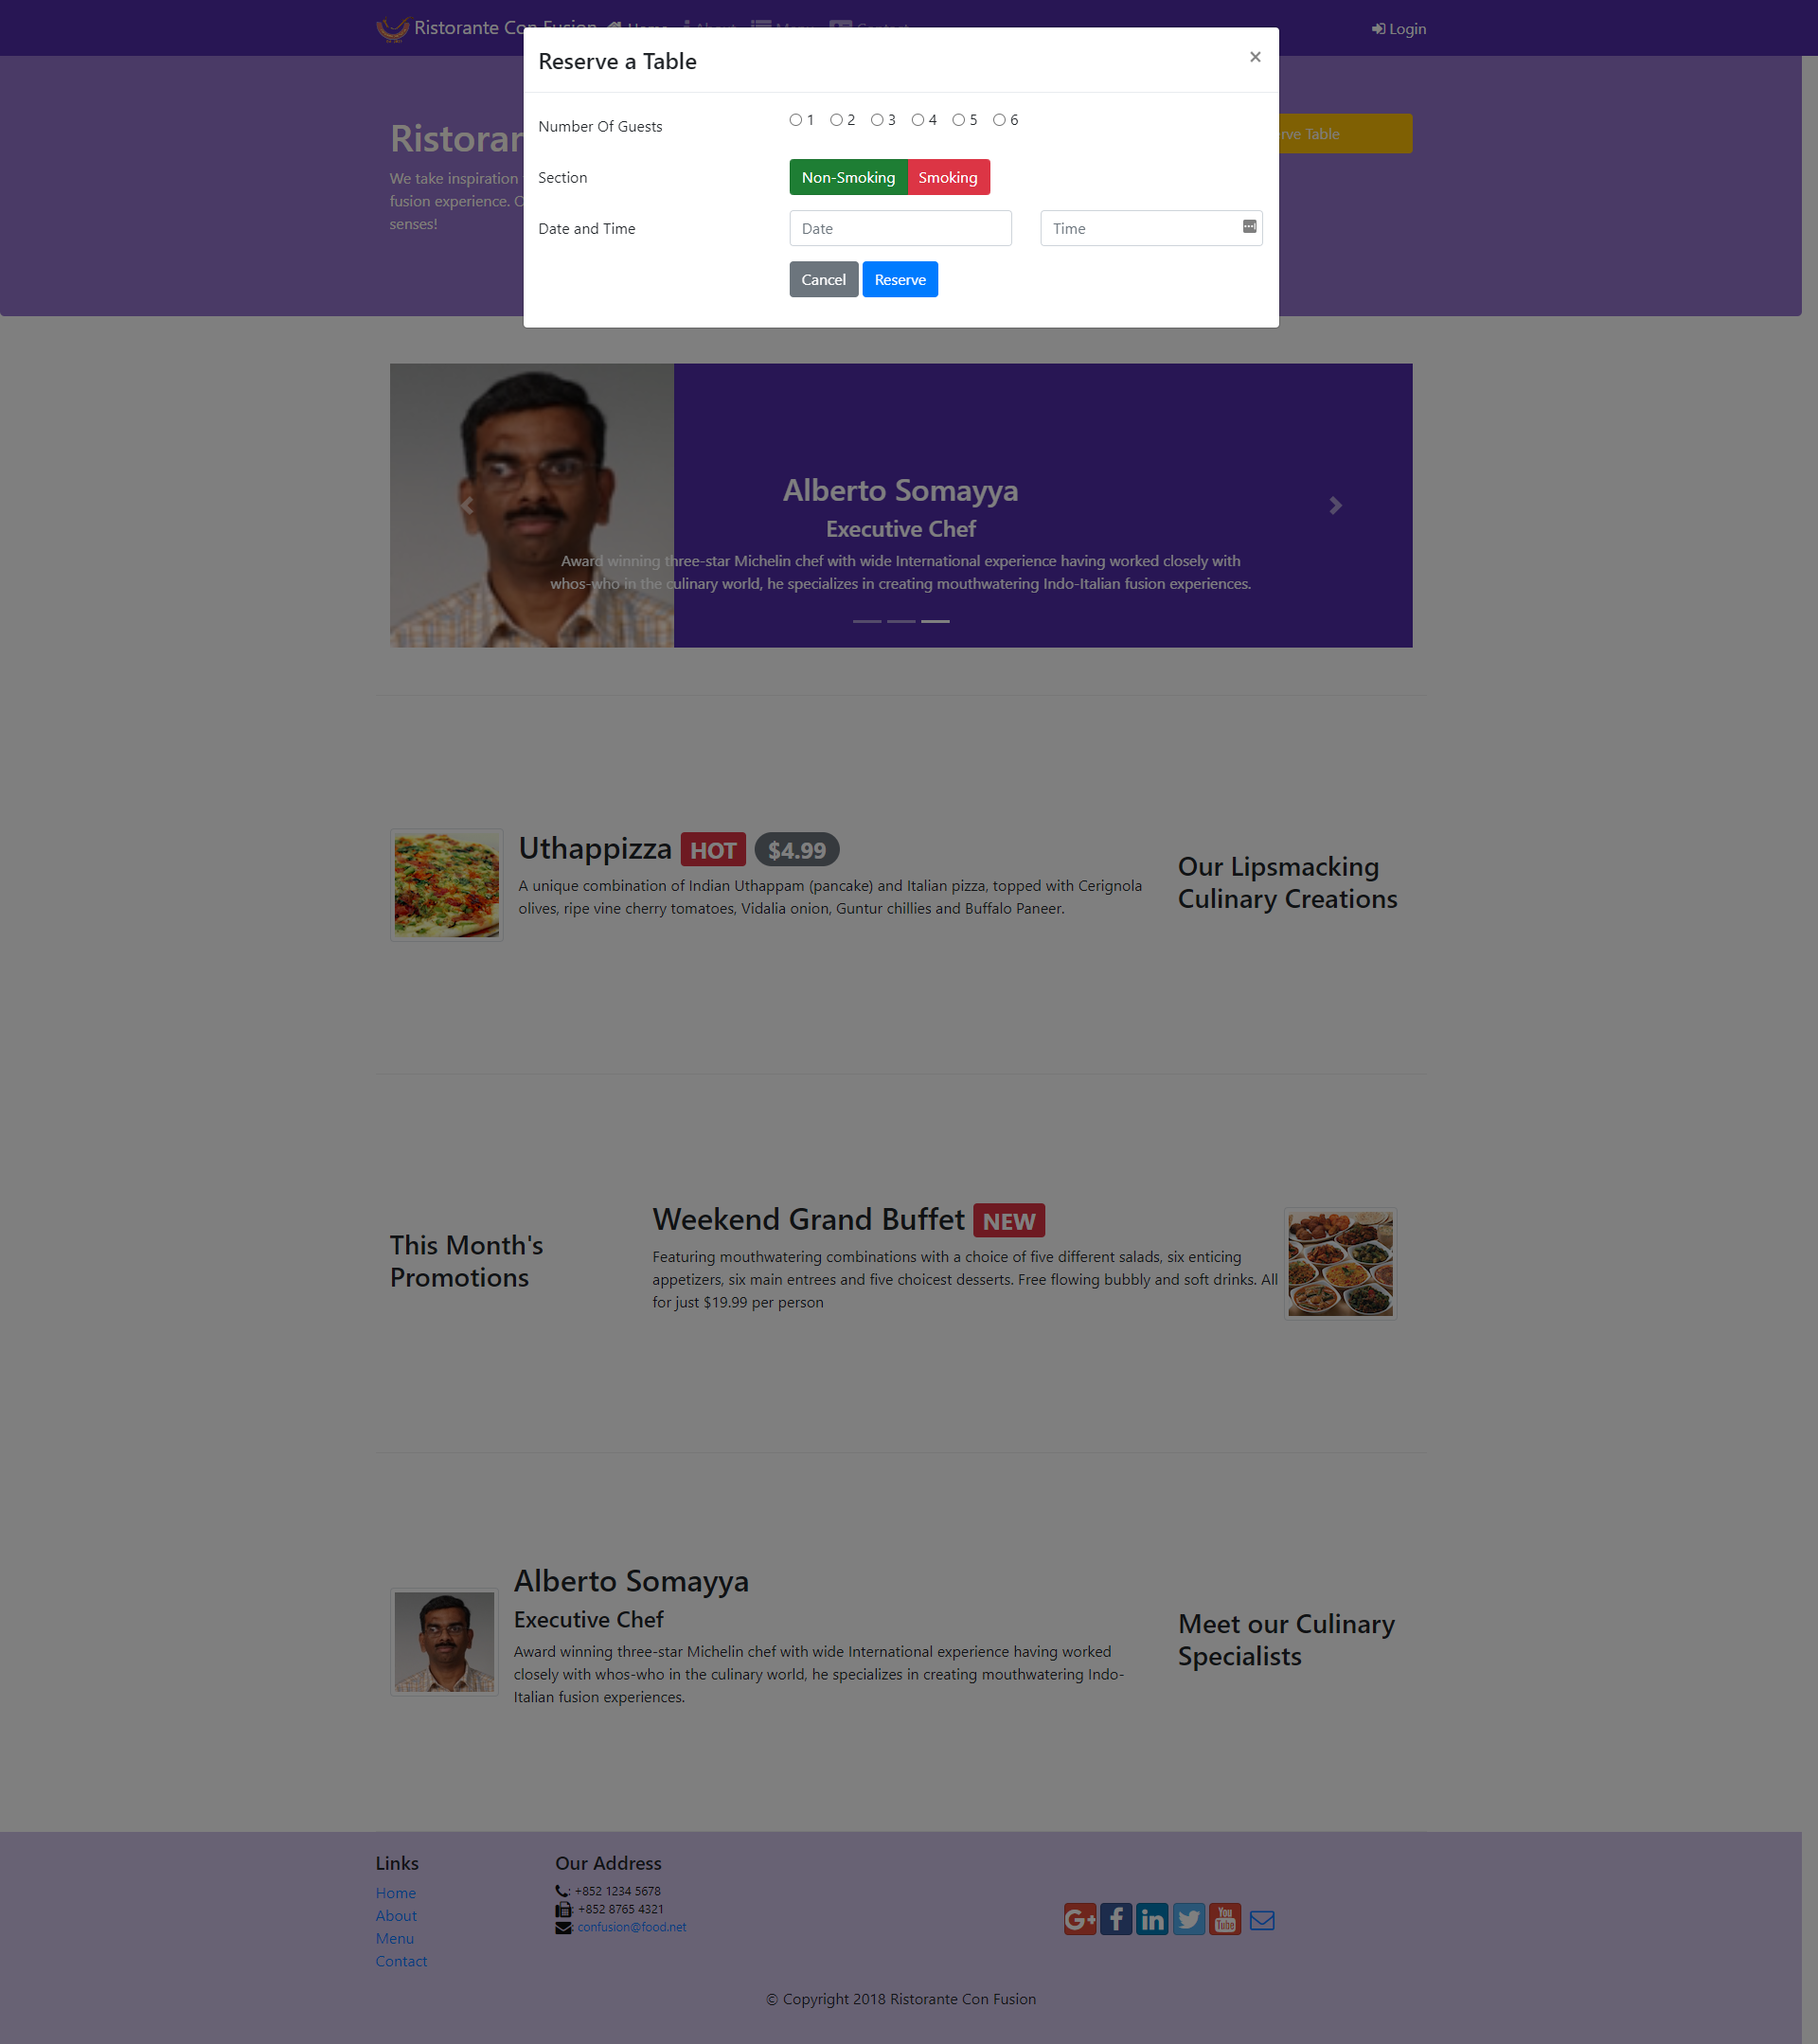 Ristorante Con Fusion
Login
Reserve a Table
×
Number Of Guests
1 2 3 4 5 6
Section
Non-Smoking Smoking
Date and Time
Date
Time
Cancel Reserve
Ristoran
We take inspiration
fusion experience.
senses!
Table
Alberto Somayya
Executive Chef
Award winning three-star Michelin chef with wide International experience having worked closely with
whos-who in the culinary world, he specializes in creating mouthwatering Indo-Italian fusion experiences.
Uthappizza HOT $4.99
A unique combination of Indian Uthappam (pancake) and Italian pizza, topped with Cerignola
olives, ripe vine cherry tomatoes, Vidalia onion, Guntur chillies and Buffalo Paneer.
Our Lipsmacking
Culinary Creations
This Month's
Promotions
Weekend Grand Buffet NEW
Featuring mouthwatering combinations with a choice of five different salads, six enticing
appetizers, six main entrees and five choicest desserts. Free flowing bubbly and soft drinks. All
for just $19.99 per person
Alberto Somayya
Executive Chef
Award winning three-star Michelin chef with wide International experience having worked
closely with whos-who in the culinary world, he specializes in creating mouthwatering Indo-
Italian fusion experiences.
Meet our Culinary
Specialists
Links
Home
About
Menu
Contact
Our Address
: +852 1234 5678
: +852 8765 4321
: confusion@food.net
You
Tube
© Copyright 2018 Ristorante Con Fusion